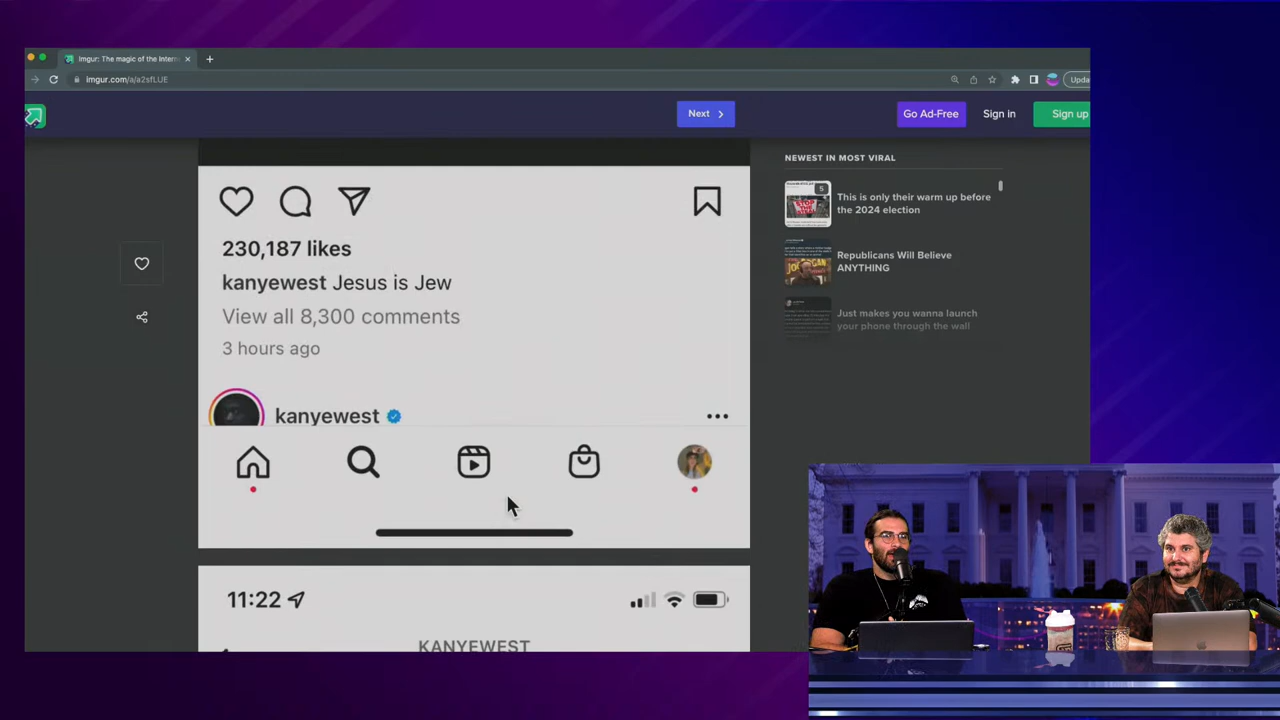 Imgur: The magic of the Intern
imgur.com/a/a2sfLUE
Upda
Next
Go Ad-Free
Sign in
Sign up
230,187 likes
kanyewest Jesus is Jew
View all 8,300 comments
3 hours ago
kanyewest
11:22
KANYEWEST
NEWEST IN MOST VIRAL
5
This is only their warm up before
the 2024 election
Republicans Will Believe
ANYTHING
Just makes you wanna launch
your phone through the wall